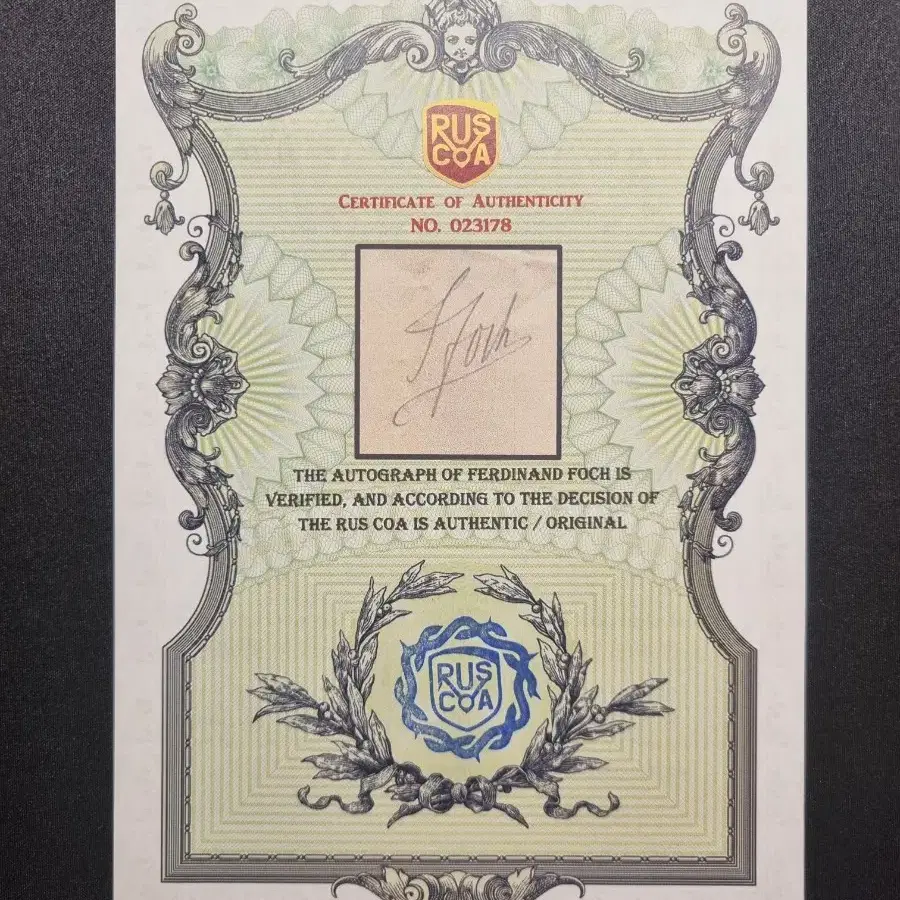 RUS
COA
CERTIFICATE OF AUTHENTICITY
NO. 023178
F Foch
THE AUTOGRAPH OF FERDINAND FOCH IS
VERIFIED, AND ACCORDING TO THE DECISION OF
THE RUS COA IS AUTHENTIC / ORIGINAL
RUS
COA